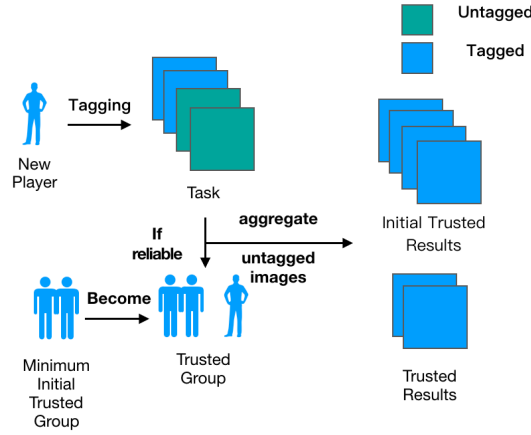 Untagged
Tagged
Tagging
New
Player
Task
If
reliable
aggregate
untagged
images
Initial Trusted
Results
Become
Minimum
Initial
Trusted
Group
Trusted
Group
Trusted
Results